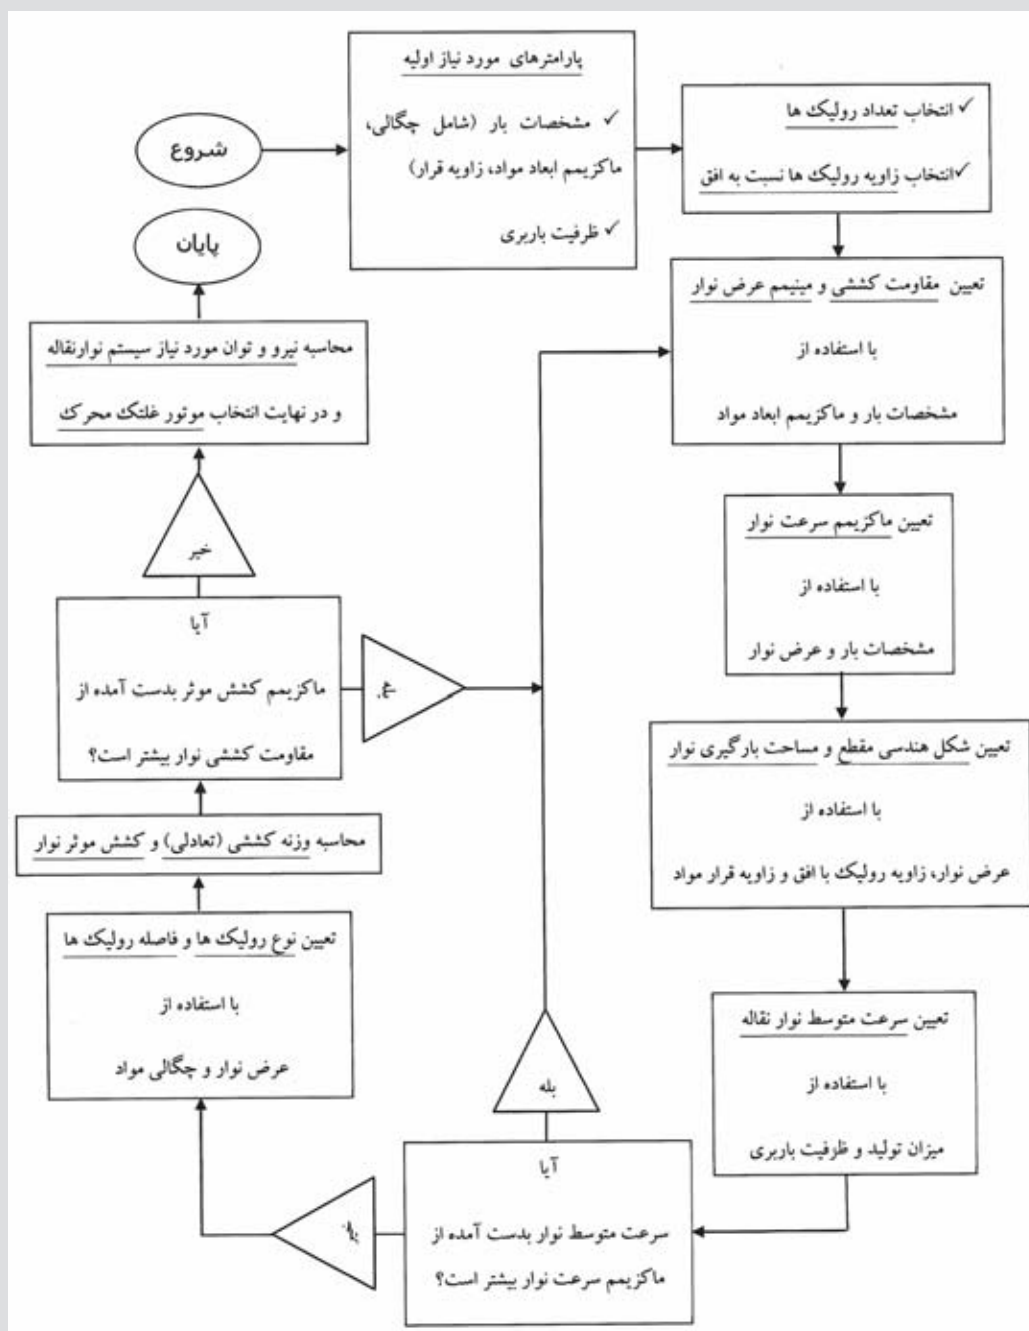 شروع
پارامترهای مورد نیاز اولیه
✓ مشخصات بار (شامل چگالی،
ماکزیمم ابعاد مواد، زاویه قرار)
✓ ظرفیت باربری
✓ انتخاب تعداد رولیک ها
✓ انتخاب زاویه رولیک ها نسبت به افق
تعیین مقاومت کششی و مینیمم عرض نوار
با استفاده از
مشخصات بار و ماکزیمم ابعاد مواد
تعیین ماکزیمم سرعت نوار
با استفاده از
مشخصات بار و عرض نوار
تعیین شکل هندسی مقطع و مساحت بارگیری نوار
با استفاده از
عرض نوار، زاویه رولیک با افق و زاویه قرار مواد
تعیین سرعت متوسط نوار نقاله
با استفاده از
میزان تولید و ظرفیت باربری
آیا
سرعت متوسط نوار بدست آمده از
ماکزیمم سرعت نوار بیشتر است؟
بله
خیر
تعیین نوع رولیک ها و فاصله رولیک ها
با استفاده از
عرض نوار و چگالی مواد
محاسبه وزنه کششی (تعادلی) و کشش موثر نوار
آیا
ماکزیمم کشش موثر بدست آمده از
مقاومت کششی نوار بیشتر است؟
بله
خیر
محاسبه نیرو و توان مورد نیاز سیستم نوارنقاله
و در نهایت انتخاب موتور غلتک محرک
پایان